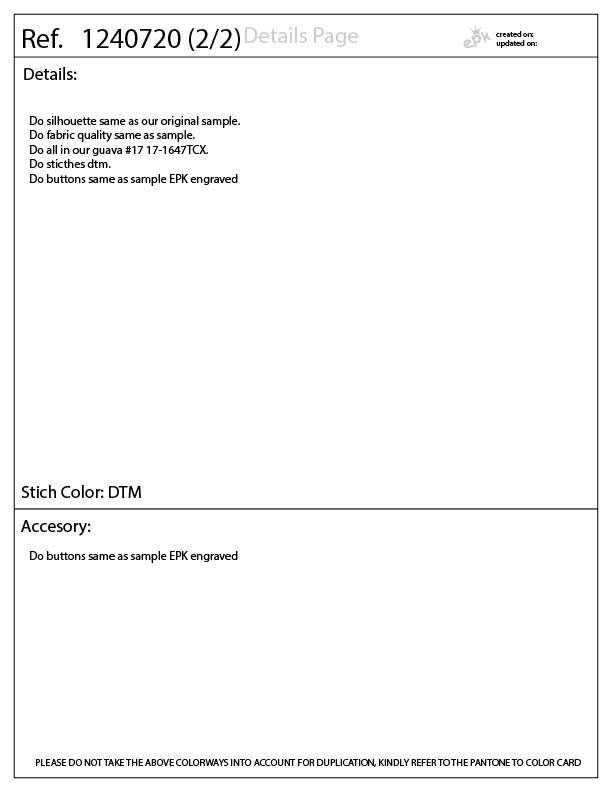 Ref. 1240720 (2/2) Details Page
epk created on:
updated on:
Details:
Do silhouette same as our original sample.
Do fabric quality same as sample.
Do all in our guava #17 17-1647TCX.
Do sticthes dtm.
Do buttons same as sample EPK engraved
Stich Color: DTM
Accesory:
Do buttons same as sample EPK engraved
PLEASE DO NOT TAKE THE ABOVE COLORWAYS INTO ACCOUNT FOR DUPLICATION, KINDLY REFER TO THE PANTONE TO COLOR CARD